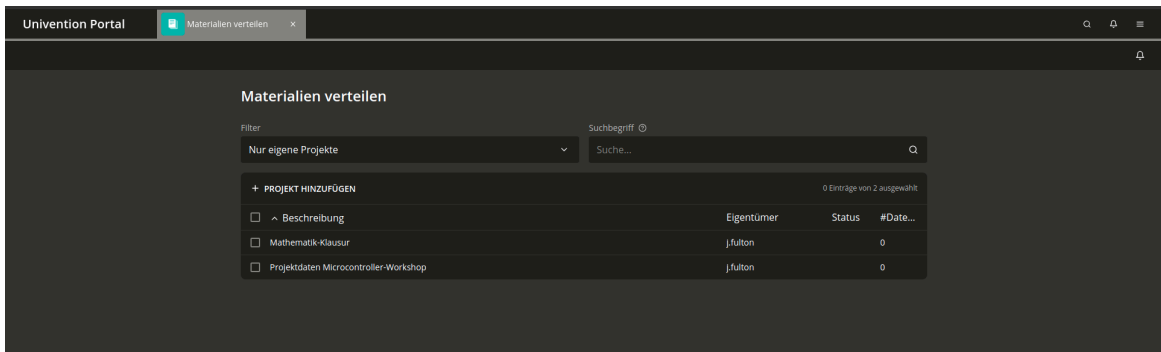 Univention Portal
Materialien verteilen
Materialien verteilen
Filter
Suchbegriff
Nur eigene Projekte
Suche...
+ PROJEKT HINZUFÜGEN
0 Einträge von 2 ausgewählt
Beschreibung Eigentümer Status #Date...
Mathematik-Klausur j.fulton 0
Projektdaten Microcontroller-Workshop j.fulton 0